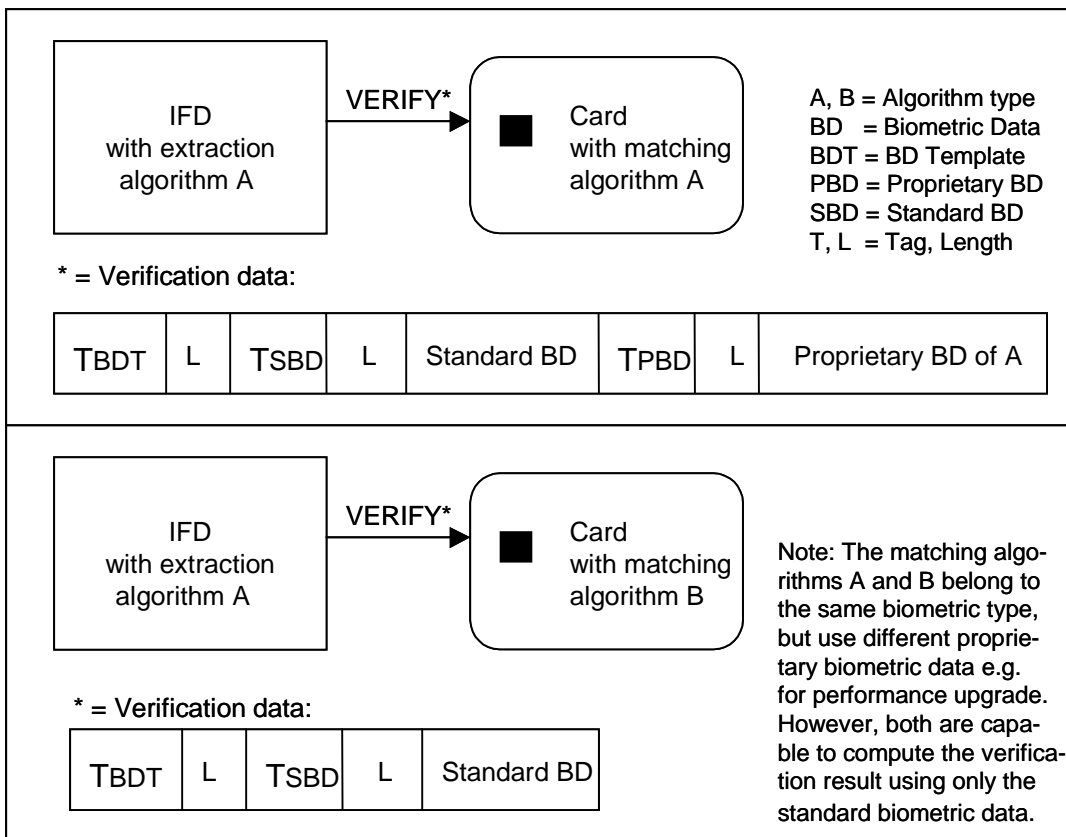 IFD
with extraction
algorithm A
VERIFY*
Card
with matching
algorithm A
A, B = Algorithm type
BD = Biometric Data
BDT = BD Template
PBD = Proprietary BD
SBD = Standard BD
T, L = Tag, Length
* = Verification data:
TBDT L TSBD L Standard BD TPBD L Proprietary BD of A
IFD
with extraction
algorithm A
VERIFY*
Card
with matching
algorithm B
Note: The matching algo-
rithms A and B belong to
the same biometric type,
but use different proprie-
tary biometric data e.g.
for performance upgrade.
However, both are capa-
ble to compute the verifica-
tion result using only the
standard biometric data.
* = Verification data:
TBDT L TSBD L Standard BD